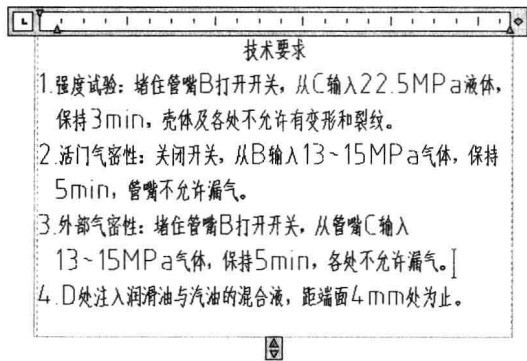 技术要求
1.强度试验：堵住管嘴B打开开关，从C输入22.5MPa液体，
保持3min，壳体及各处不允许有变形和裂纹。
2.活门气密性：关闭开关，从B输入13~15MPa气体，保持
5min，管嘴不允许漏气。
3.外部气密性：堵住管嘴B打开开关，从管嘴C输入
13~15MPa气体，保持5min，各处不允许漏气。
4.D处注入润滑油与汽油的混合液，距端面4mm处为止。